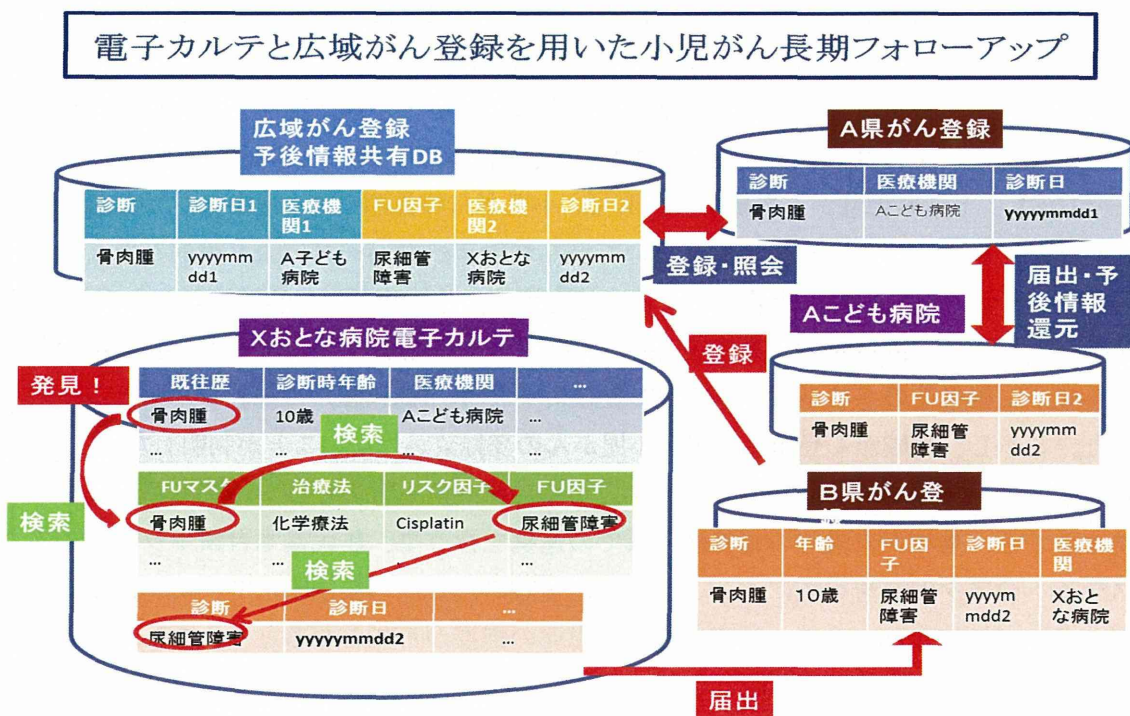 電子カルテと広域がん登録を用いた小児がん長期フォローアップ
広域がん登録
予後情報共有DB
診断 診断日1 医療機関1 FU因子 医療機関2 診断日2
骨肉腫 yyyymmdd1 A子ども病院 尿細管障害 Xおとな病院 yyyymmdd2
A県がん登録
診断 医療機関 診断日
骨肉腫 Aこども病院 yyyyymmdd1
登録・照会
届出・予後情報還元
Aこども病院
診断 FU因子 診断日2
骨肉腫 尿細管障害 yyyymmdd2
登録
Xおとな病院電子カルテ
発見！
既往歴 診断時年齢 医療機関 …
骨肉腫 10歳 Aこども病院 …
… … …
検索
FUマスタ 治療法 リスク因子 FU因子
検索
骨肉腫 化学療法 Cisplatin 尿細管障害
… … … …
検索
診断 診断日 …
尿細管障害 yyyyymmdd2 …
B県がん登
診断 年齢 FU因子 診断日 医療機関
骨肉腫 10歳 尿細管障害 yyyymmdd2 Xおとな病院
届出